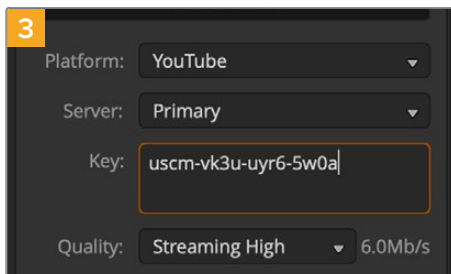 3
Platform: YouTube
Server: Primary
Key: uscm-vk3u-uyr6-5w0a
Quality: Streaming High 6.0Mb/s